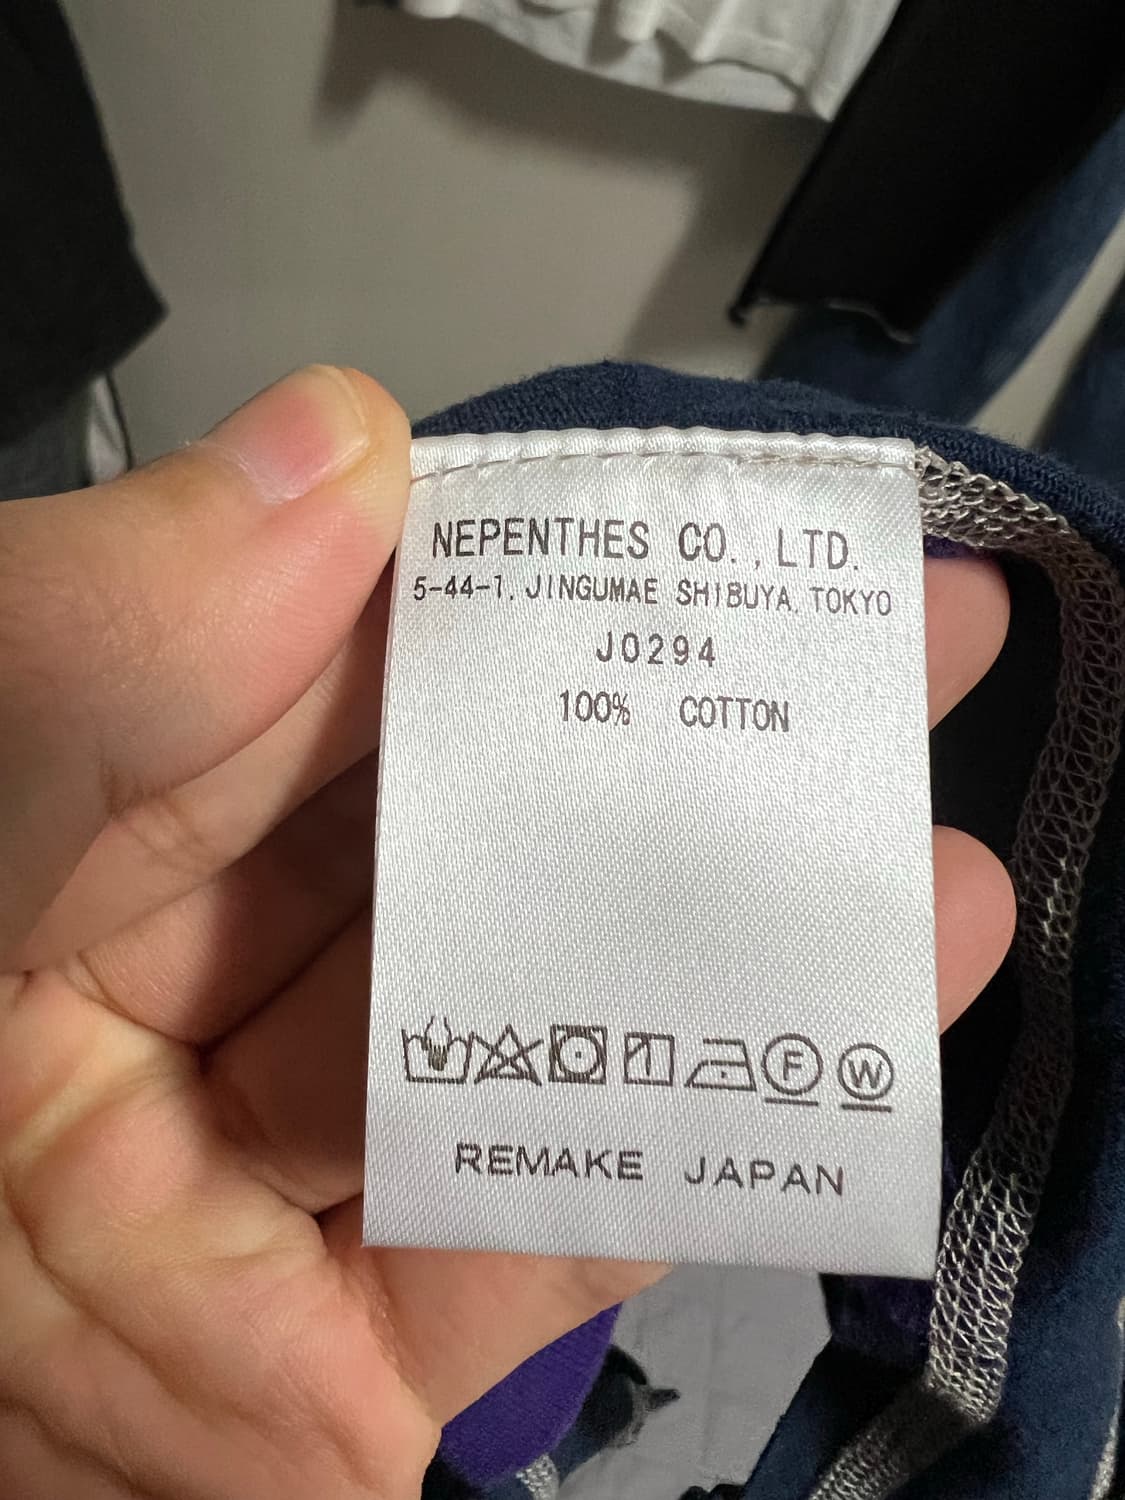 NEPENTHES CO.,LTD.
5-44-1, JINGUMAE SHIBUYA, TOKYO
J0294
100% COTTON
F W
REMAKE JAPAN